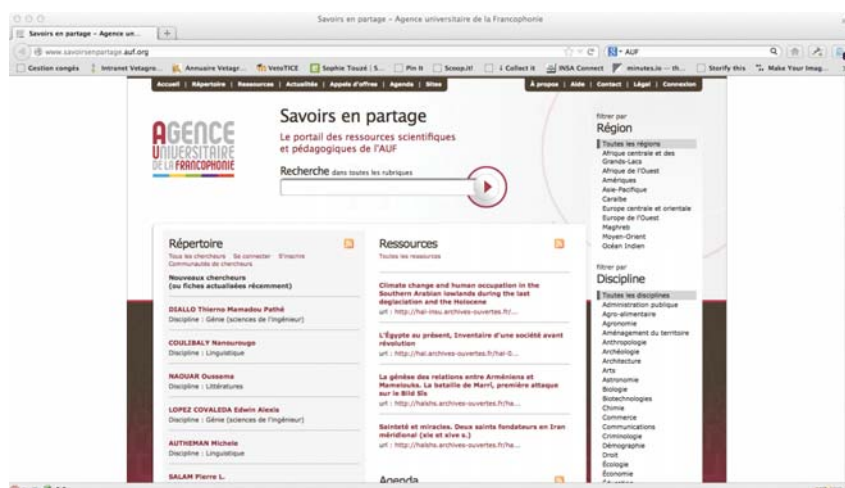 Savoirs en partage – Agence universitaire de la Francophonie
Savoirs en partage – Agence un...
www.savoirsenpartage.auf.org
AUF
Gestion congés
Intranet Vetagro...
Annuaire Vetagr...
VetoTICE
Sophie Touzé | S...
Pin It
Scoop.it!
i Collect It
INSA Connect
minutes.io — th...
Storify this
Make Your Imag...
Accueil | Répertoire | Ressources | Actualités | Appels d'offres | Agenda | Sites
À propos | Aide | Contact | Légal | Connexion
AGENCE
UNIVERSITAIRE
DE LA FRANCOPHONIE
Savoirs en partage
Le portail des ressources scientifiques
et pédagogiques de l'AUF
Recherche dans toutes les rubriques
Répertoire
Tous les chercheurs Se connecter S'inscrire
Communautés de chercheurs
Nouveaux chercheurs
(ou fiches actualisées récemment)
DIALLO Thierno Mamadou Pathé
Discipline : Génie (sciences de l'ingénieur)
COULIBALY Nanourougo
Discipline : Linguistique
NAOUAR Oussema
Discipline : Littératures
LOPEZ COVALEDA Edwin Alexis
Discipline : Génie (sciences de l'ingénieur)
AUTHEMAN Michele
Discipline : Linguistique
SALAM Pierre L.
Ressources
Toutes les ressources
Climate change and human occupation in the
Southern Arabian lowlands during the last
deglaciation and the Holocene
url : http://hal-insu.archives-ouvertes.fr/...
L'Égypte au présent, Inventaire d'une société avant
révolution
url : http://hal.archives-ouvertes.fr/hal-0...
La génèse des relations entre Arméniens et
Mamelouks. La bataille de Marrî, première attaque
sur le Bilâd Sîs
url : http://halshs.archives-ouvertes.fr/ha...
Sainteté et miracles. Deux saints fondateurs en Iran
méridional (xie et xive s.)
url : http://halshs.archives-ouvertes.fr/ha...
Agenda
filtrer par
Région
Toutes les régions
Afrique centrale et des
Grands-Lacs
Afrique de l'Ouest
Amériques
Asie-Pacifique
Caraïbe
Europe centrale et orientale
Europe de l'Ouest
Maghreb
Moyen-Orient
Océan Indien
filtrer par
Discipline
Toutes les disciplines
Administration publique
Agro-alimentaire
Agronomie
Aménagement du territoire
Anthropologie
Archéologie
Architecture
Arts
Astronomie
Biologie
Biotechnologies
Chimie
Commerce
Communications
Criminologie
Démographie
Droit
Écologie
Économie
Éducation